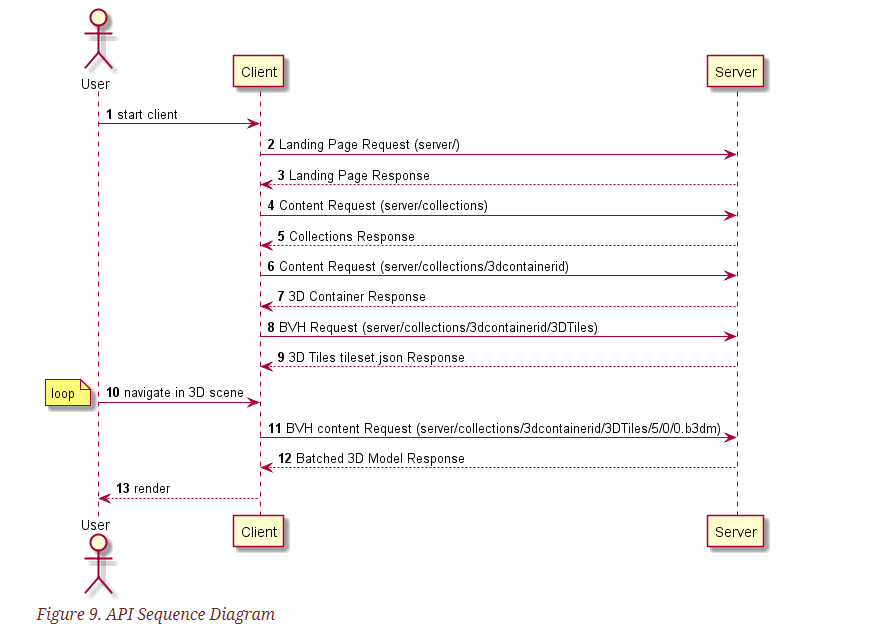 User
Client
Server
1 start client
2 Landing Page Request (server/)
3 Landing Page Response
4 Content Request (server/collections)
5 Collections Response
6 Content Request (server/collections/3dcontainerid)
7 3D Container Response
8 BVH Request (server/collections/3dcontainerid/3DTiles)
9 3D Tiles tileset.json Response
loop
10 navigate in 3D scene
11 BVH content Request (server/collections/3dcontainerid/3DTiles/5/0/0.b3dm)
12 Batched 3D Model Response
13 render
User
Client
Server
Figure 9. API Sequence Diagram